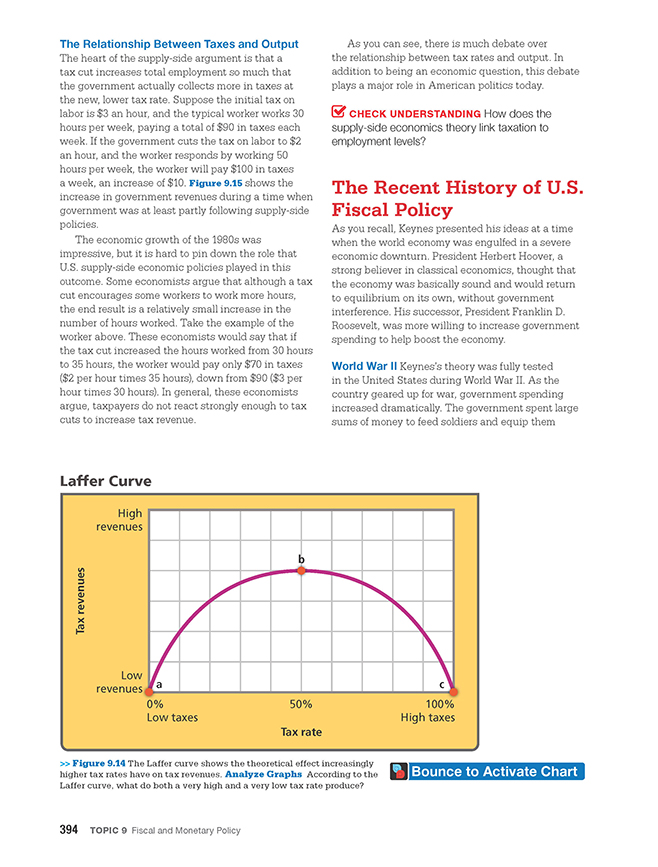 The Relationship Between Taxes and Output
The heart of the supply-side argument is that a
tax cut increases total employment so much that
the government actually collects more in taxes at
the new, lower tax rate. Suppose the initial tax on
labor is $3 an hour, and the typical worker works 30
hours per week, paying a total of $90 in taxes each
week. If the government cuts the tax on labor to $2
an hour, and the worker responds by working 50
hours per week, the worker will pay $100 in taxes
a week, an increase of $10. Figure 9.15 shows the
increase in government revenues during a time when
government was at least partly following supply-side
policies.
The economic growth of the 1980s was
impressive, but it is hard to pin down the role that
U.S. supply-side economic policies played in this
outcome. Some economists argue that although a tax
cut encourages some workers to work more hours,
the end result is a relatively small increase in the
number of hours worked. Take the example of the
worker above. These economists would say that if
the tax cut increased the hours worked from 30 hours
to 35 hours, the worker would pay only $70 in taxes
($2 per hour times 35 hours), down from $90 ($3 per
hour times 30 hours). In general, these economists
argue, taxpayers do not react strongly enough to tax
cuts to increase tax revenue.
As you can see, there is much debate over
the relationship between tax rates and output. In
addition to being an economic question, this debate
plays a major role in American politics today.
CHECK UNDERSTANDING How does the
supply-side economics theory link taxation to
employment levels?
The Recent History of U.S.
Fiscal Policy
As you recall, Keynes presented his ideas at a time
when the world economy was engulfed in a severe
economic downturn. President Herbert Hoover, a
strong believer in classical economics, thought that
the economy was basically sound and would return
to equilibrium on its own, without government
interference. His successor, President Franklin D.
Roosevelt, was more willing to increase government
spending to help boost the economy.
World War II Keynes's theory was fully tested
in the United States during World War II. As the
country geared up for war, government spending
increased dramatically. The government spent large
sums of money to feed soldiers and equip them
Laffer Curve
High
revenues
Tax revenues
Low
revenues
a
b
c
0%
Low taxes
50%
100%
High taxes
Tax rate
>> Figure 9.14 The Laffer curve shows the theoretical effect increasingly
higher tax rates have on tax revenues. Analyze Graphs According to the
Laffer curve, what do both a very high and a very low tax rate produce?
Bounce to Activate Chart
394 TOPIC 9 Fiscal and Monetary Policy